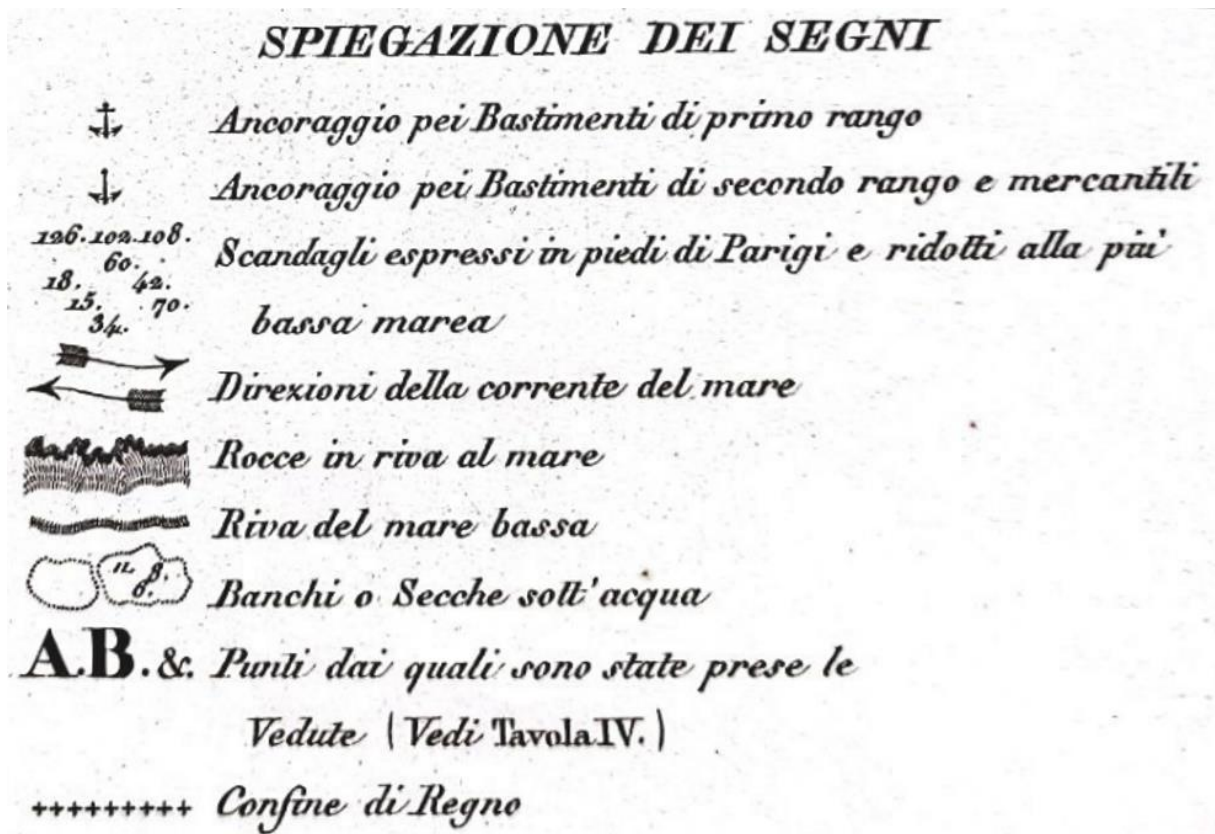 SPIEGAZIONE DEI SEGNI
Ancoraggio pei Bastimenti di primo rango
Ancoraggio pei Bastimenti di secondo rango e mercantili
126. 102. 108.
60.
18. 42.
15. 70.
34.
Scandagli espressi in piedi di Parigi e ridotti alla più
bassa marea
Direzioni della corrente del mare
Rocce in riva al mare
Riva del mare bassa
8.
6.
Banchi o Secche sott'acqua
A.B. &. Punti dai quali sono state prese le
Vedute (Vedi Tavola IV.)
+++++++++ Confine di Regno